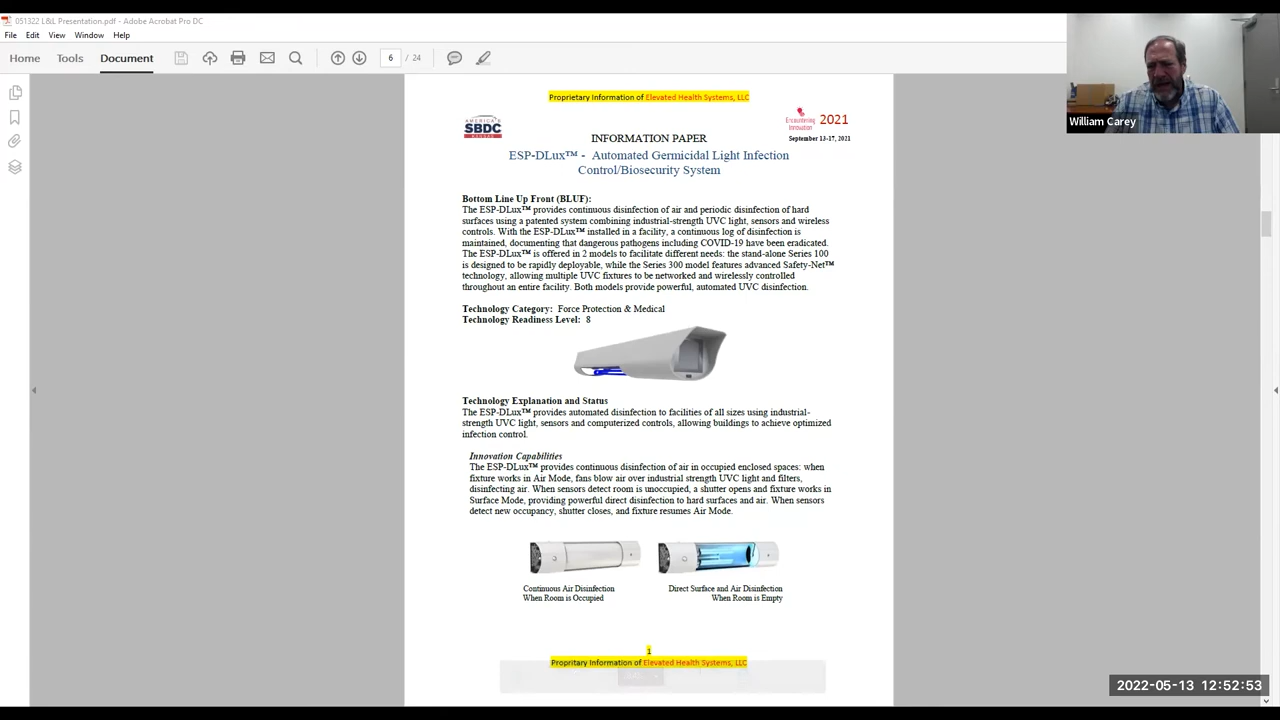 051322 L&L Presentation.pdf - Adobe Acrobat Pro DC
File Edit View Window Help
Home Tools Document 6 / 24
William Carey
Proprietary Information of Elevated Health Systems, LLC
AMERICA'S
SBDC
KANSAS
Encountering
Innovation
2021
September 13-17, 2021
INFORMATION PAPER
ESP-DLux™ - Automated Germicidal Light Infection
Control/Biosecurity System
Bottom Line Up Front (BLUF):
The ESP-DLux™ provides continuous disinfection of air and periodic disinfection of hard
surfaces using a patented system combining industrial-strength UVC light, sensors and wireless
controls. With the ESP-DLux™ installed in a facility, a continuous log of disinfection is
maintained, documenting that dangerous pathogens including COVID-19 have been eradicated.
The ESP-DLux™ is offered in 2 models to facilitate different needs: the stand-alone Series 100
is designed to be rapidly deployable, while the Series 300 model features advanced Safety-Net™
technology, allowing multiple UVC fixtures to be networked and wirelessly controlled
throughout an entire facility. Both models provide powerful, automated UVC disinfection.
Technology Category: Force Protection & Medical
Technology Readiness Level: 8
Technology Explanation and Status
The ESP-DLux™ provides automated disinfection to facilities of all sizes using industrial-
strength UVC light, sensors and computerized controls, allowing buildings to achieve optimized
infection control.
Innovation Capabilities
The ESP-DLux™ provides continuous disinfection of air in occupied enclosed spaces: when
fixture works in Air Mode, fans blow air over industrial strength UVC light and filters,
disinfecting air. When sensors detect room is unoccupied, a shutter opens and fixture works in
Surface Mode, providing powerful direct disinfection to hard surfaces and air. When sensors
detect new occupancy, shutter closes, and fixture resumes Air Mode.
Continuous Air Disinfection
When Room is Occupied
Direct Surface and Air Disinfection
When Room is Empty
1
Propritary Information of Elevated Health Systems, LLC
2022-05-13 12:52:53